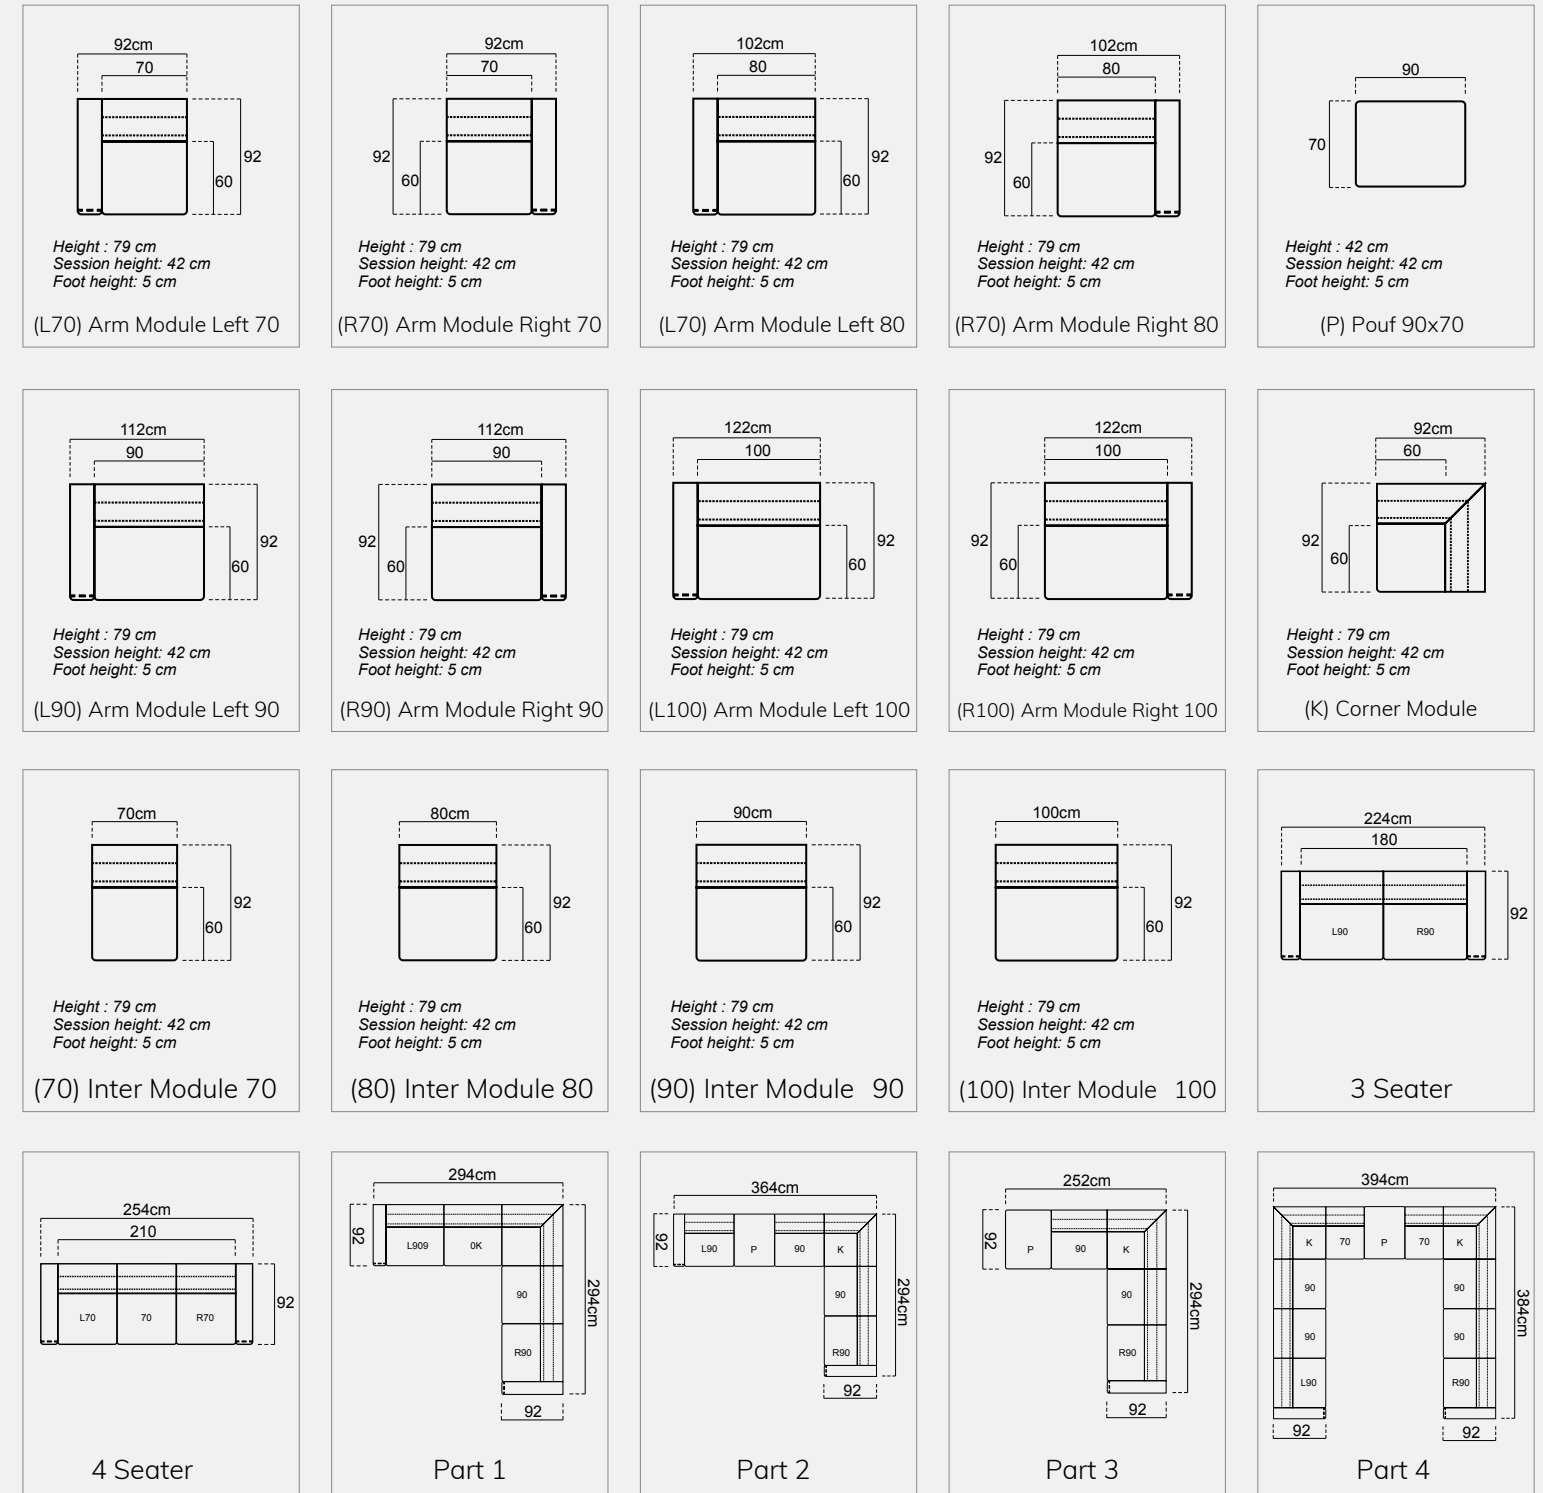 92cm
70
92
60
Height : 79 cm
Session height: 42 cm
Foot height: 5 cm
(L70) Arm Module Left 70
92cm
70
92
60
Height : 79 cm
Session height: 42 cm
Foot height: 5 cm
(R70) Arm Module Right 70
102cm
80
92
60
Height : 79 cm
Session height: 42 cm
Foot height: 5 cm
(L70) Arm Module Left 80
102cm
80
92
60
Height : 79 cm
Session height: 42 cm
Foot height: 5 cm
(R70) Arm Module Right 80
90
70
Height : 42 cm
Session height: 42 cm
Foot height: 5 cm
(P) Pouf 90x70
112cm
90
92
60
Height : 79 cm
Session height: 42 cm
Foot height: 5 cm
(L90) Arm Module Left 90
112cm
90
92
60
Height : 79 cm
Session height: 42 cm
Foot height: 5 cm
(R90) Arm Module Right 90
122cm
100
92
60
Height : 79 cm
Session height: 42 cm
Foot height: 5 cm
(L100) Arm Module Left 100
122cm
100
92
60
Height : 79 cm
Session height: 42 cm
Foot height: 5 cm
(R100) Arm Module Right 100
92cm
60
92
60
Height : 79 cm
Session height: 42 cm
Foot height: 5 cm
(K) Corner Module
70cm
92
60
Height : 79 cm
Session height: 42 cm
Foot height: 5 cm
(70) Inter Module 70
80cm
92
60
Height : 79 cm
Session height: 42 cm
Foot height: 5 cm
(80) Inter Module 80
90cm
92
60
Height : 79 cm
Session height: 42 cm
Foot height: 5 cm
(90) Inter Module 90
100cm
92
60
Height : 79 cm
Session height: 42 cm
Foot height: 5 cm
(100) Inter Module 100
224cm
180
92
L90 R90
3 Seater
254cm
210
92
L70 70 R70
4 Seater
294cm
92
L909 0K
90
294cm
R90
92
Part 1
364cm
92
L90 P 90 K
90
294cm
R90
92
Part 2
252cm
92
P 90 K
90
294cm
R90
92
Part 3
394cm
K 70 P 70 K
90 90
384cm
90 90
L90 R90
92 92
Part 4